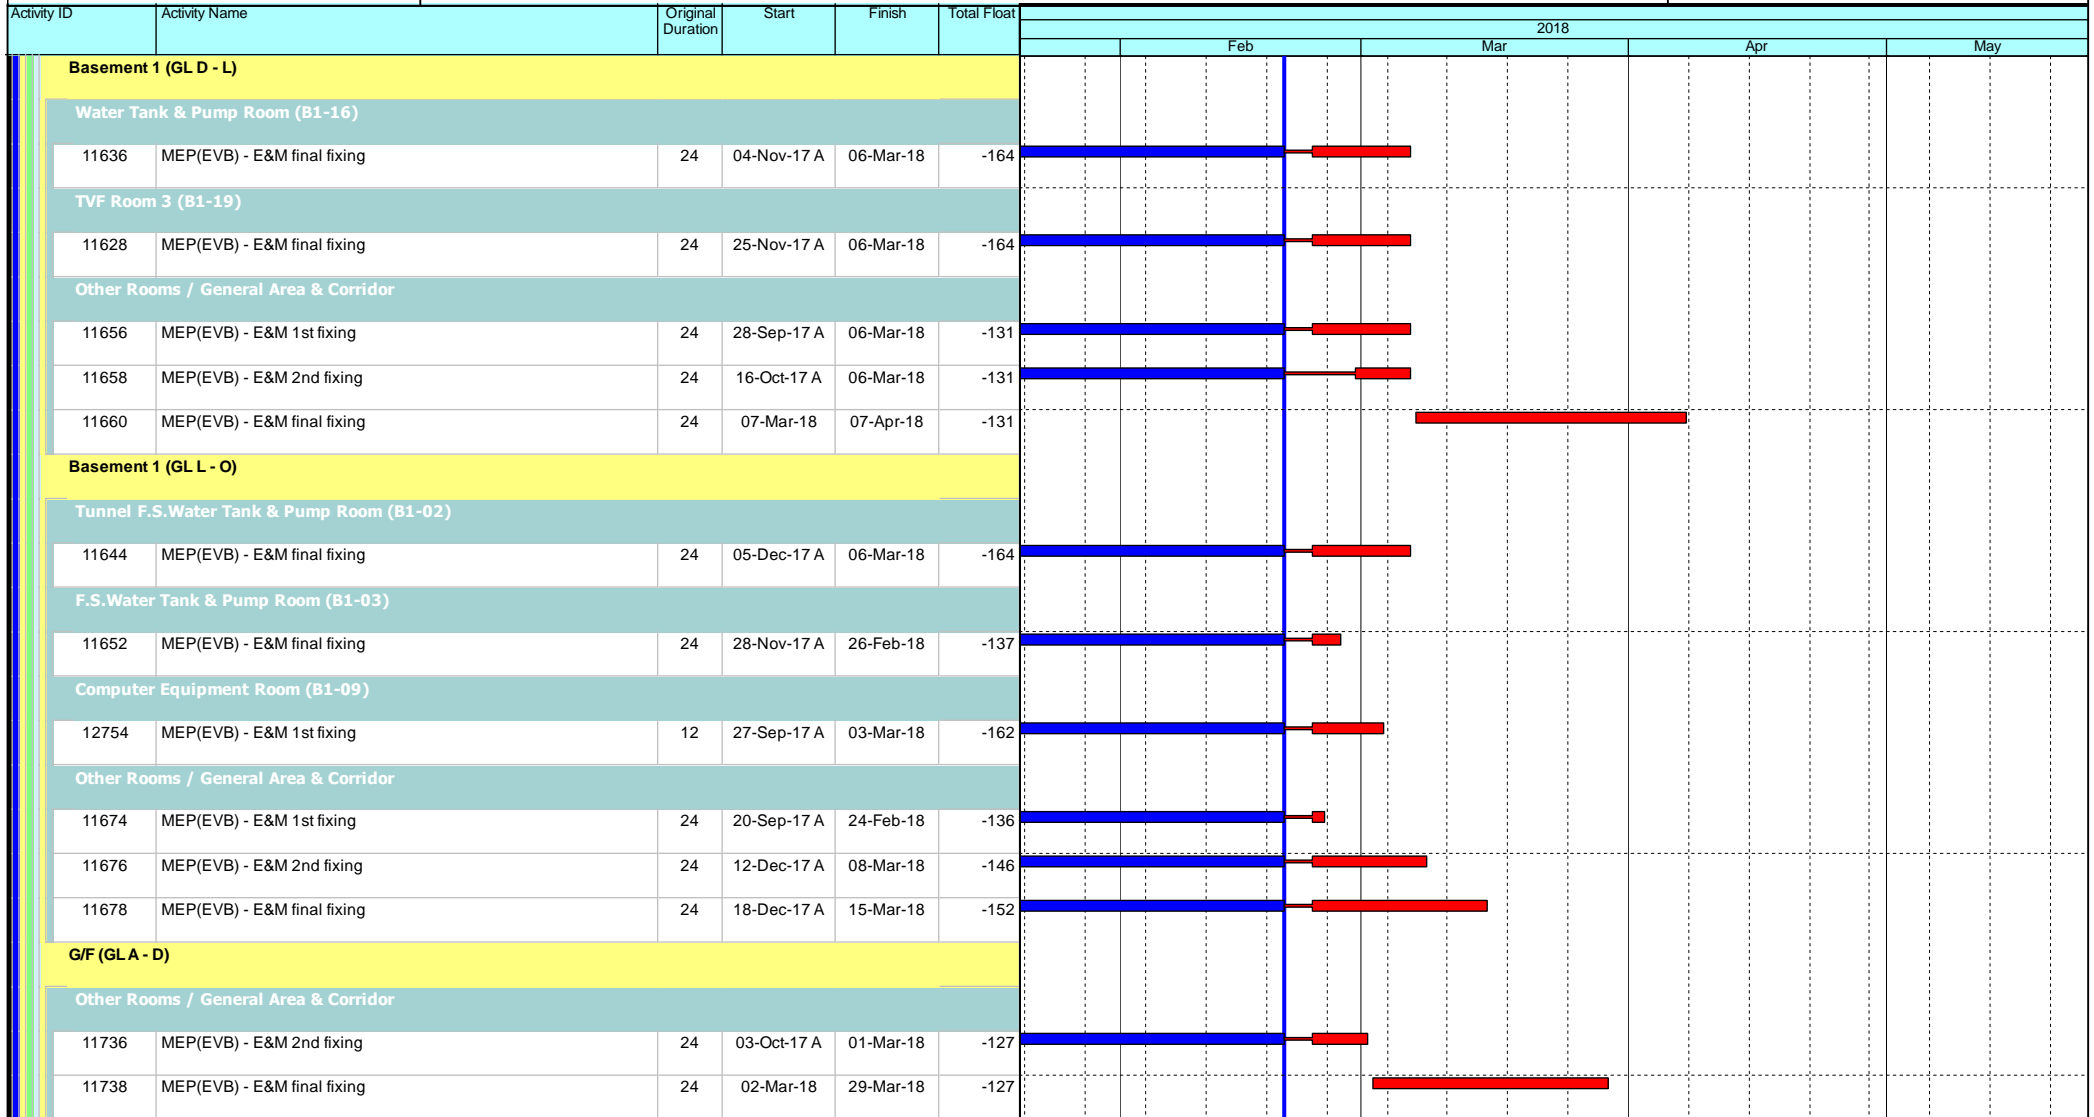 Activity ID Activity Name Original Duration Start Finish Total Float
2018
Feb Mar Apr May
Basement 1 (GL D - L)
Water Tank & Pump Room (B1-16)
11636 MEP(EVB) - E&M final fixing 24 04-Nov-17 A 06-Mar-18 -164
TVF Room 3 (B1-19)
11628 MEP(EVB) - E&M final fixing 24 25-Nov-17 A 06-Mar-18 -164
Other Rooms / General Area & Corridor
11656 MEP(EVB) - E&M 1st fixing 24 28-Sep-17 A 06-Mar-18 -131
11658 MEP(EVB) - E&M 2nd fixing 24 16-Oct-17 A 06-Mar-18 -131
11660 MEP(EVB) - E&M final fixing 24 07-Mar-18 07-Apr-18 -131
Basement 1 (GL L - O)
Tunnel F.S.Water Tank & Pump Room (B1-02)
11644 MEP(EVB) - E&M final fixing 24 05-Dec-17 A 06-Mar-18 -164
F.S.Water Tank & Pump Room (B1-03)
11652 MEP(EVB) - E&M final fixing 24 28-Nov-17 A 26-Feb-18 -137
Computer Equipment Room (B1-09)
12754 MEP(EVB) - E&M 1st fixing 12 27-Sep-17 A 03-Mar-18 -162
Other Rooms / General Area & Corridor
11674 MEP(EVB) - E&M 1st fixing 24 20-Sep-17 A 24-Feb-18 -136
11676 MEP(EVB) - E&M 2nd fixing 24 12-Dec-17 A 08-Mar-18 -146
11678 MEP(EVB) - E&M final fixing 24 18-Dec-17 A 15-Mar-18 -152
G/F (GL A - D)
Other Rooms / General Area & Corridor
11736 MEP(EVB) - E&M 2nd fixing 24 03-Oct-17 A 01-Mar-18 -127
11738 MEP(EVB) - E&M final fixing 24 02-Mar-18 29-Mar-18 -127